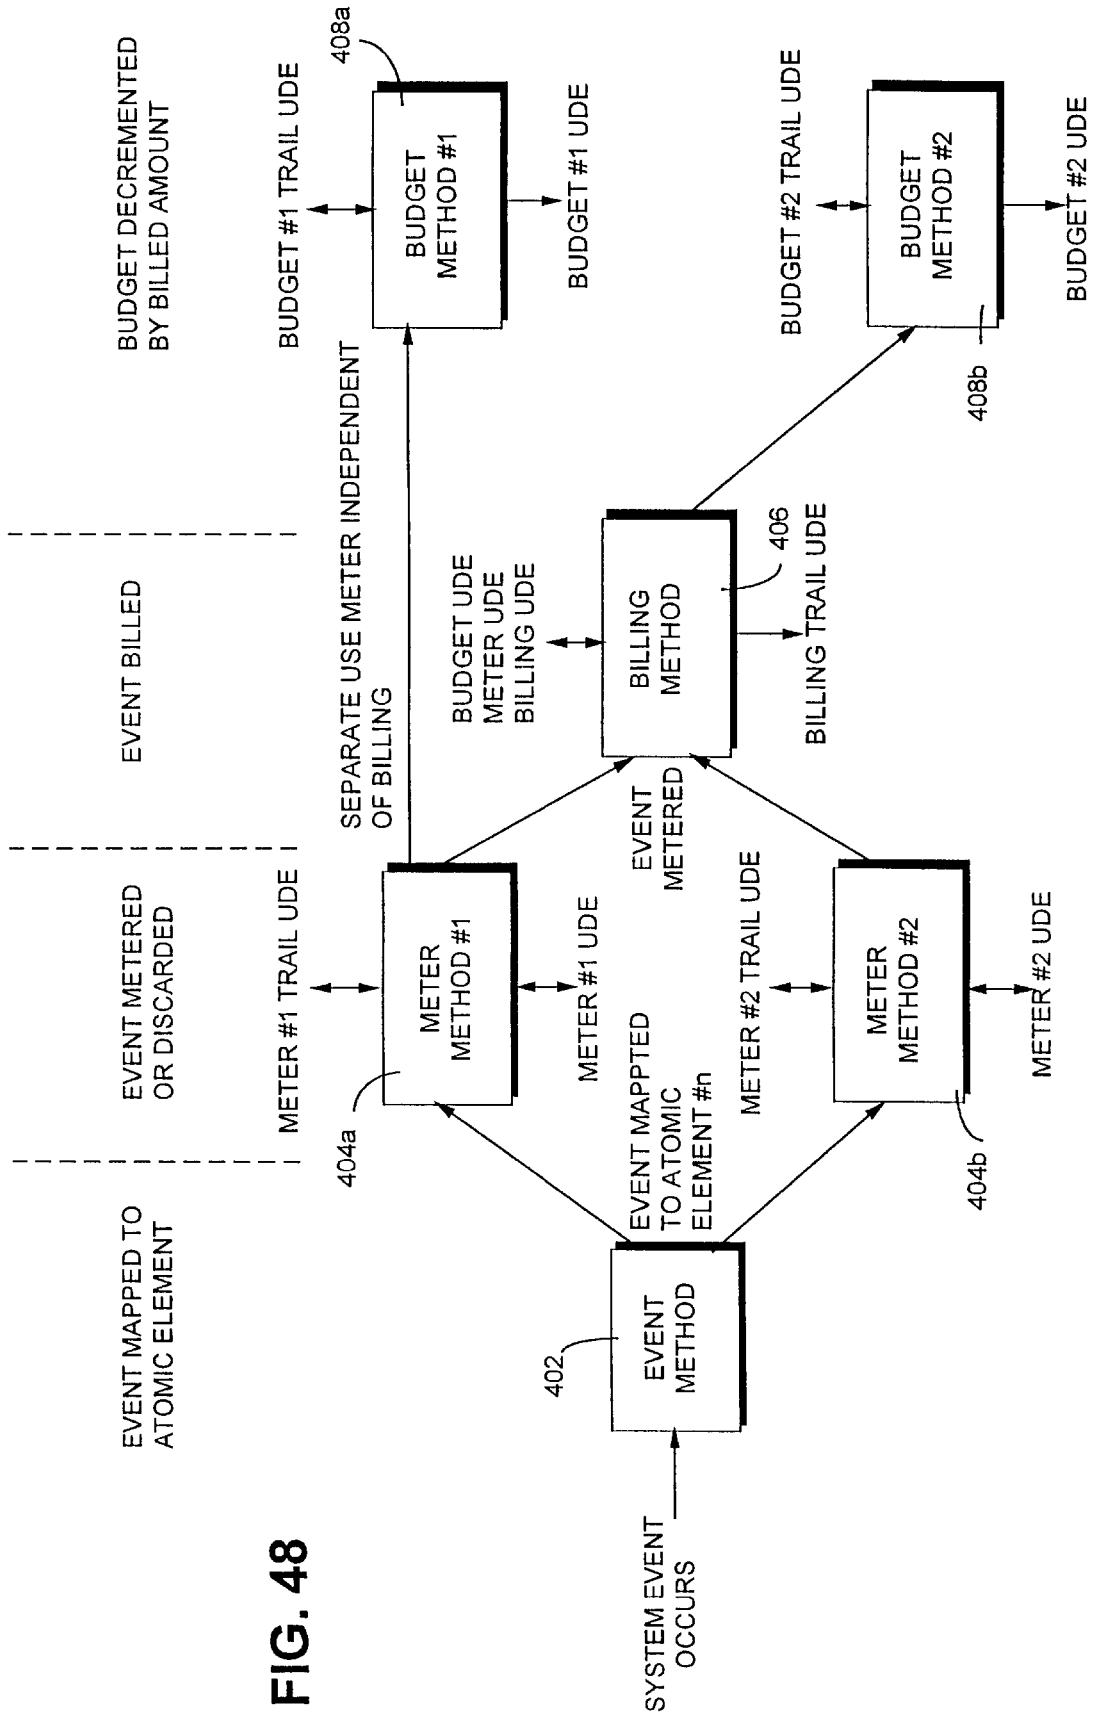 FIG. 48
EVENT MAPPED TO
ATOMIC ELEMENT
EVENT METERED
OR DISCARDED
EVENT BILLED
BUDGET DECREMENTED
BY BILLED AMOUNT
SYSTEM EVENT
OCCURS
402
EVENT
METHOD
EVENT MAPPTED
TO ATOMIC
ELEMENT #n
METER #1 TRAIL UDE
404a
METER
METHOD #1
METER #1 UDE
METER #2 TRAIL UDE
METER
METHOD #2
404b
METER #2 UDE
SEPARATE USE METER INDEPENDENT
OF BILLING
EVENT
METERED
BUDGET UDE
METER UDE
BILLING UDE
BILLING
METHOD
406
BILLING TRAIL UDE
BUDGET #1 TRAIL UDE
408a
BUDGET
METHOD #1
BUDGET #1 UDE
BUDGET #2 TRAIL UDE
BUDGET
METHOD #2
408b
BUDGET #2 UDE